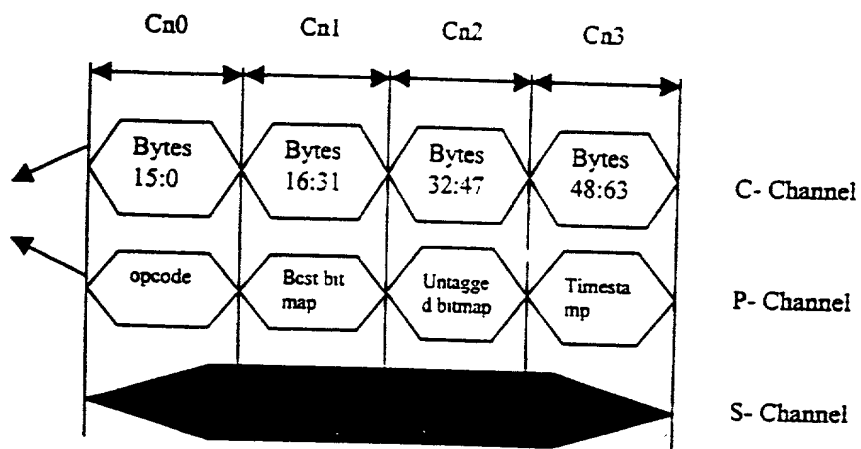 Cn0 Cn1 Cn2 Cn3
Bytes Bytes Bytes Bytes
15:0 16:31 32:47 48:63
C- Channel
opcode Best bit Untagge Timesta
map d bitmap mp
P- Channel
S- Channel